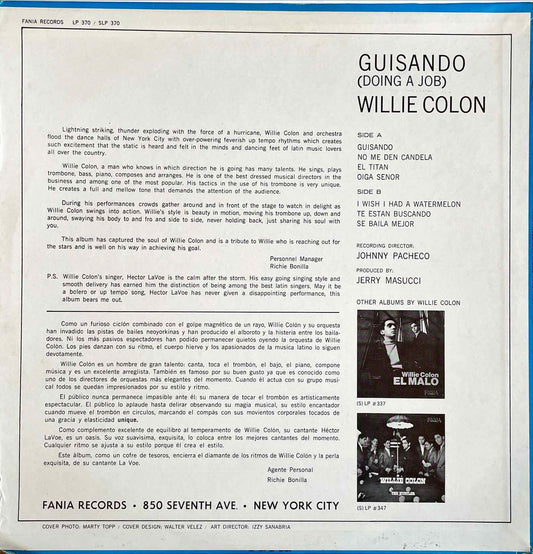 FANIA RECORDS LP 370 / SLP 370
GUISANDO
(DOING A JOB)
WILLIE COLON
Lightning striking, thunder exploding with the force of a hurricane, Willie Colon and orchestra
flood the dance halls of New York City with over-powering feverish up tempo rhythms which creates
such excitement that the static is heard and felt in the minds and dancing feet of latin music lovers
all over the country.
Willie Colon, a man who knows in which direction he is going has many talents. He sings, plays
trombone, bass, piano, composes and arranges. He is one of the best dressed musical directors in the
business and among one of the most popular. His tactics in the use of his trombone is very unique.
He creates a full and mellow tone that demands the attention of the audience.
During his performances crowds gather around and in front of the stage to watch in delight as
Willie Colon swings into action. Willie's style is beauty in motion, moving his trombone up, down and
around, swaying his body to and fro and side to side, never holding back, just sharing his soul with
you.
This album has captured the soul of Willie Colon and is a tribute to Willie who is reaching out for
the stars and is well on his way in achieving his goal.
Personnel Manager
Richie Bonilla
P.S. Willie Colon's singer, Hector LaVoe is the calm after the storm. His easy going singing style and
smooth delivery has earned him the distinction of being among the best latin singers. May it
be a bolero or up tempo song, Hector LaVoe has never given a disappointing performance, this
album bears me out.
Como un furioso ciclón combinado con el golpe magnético de un rayo, Willie Colón y su orquesta
han invadido las pistas de bailes neoyorkinas y han producido el alboroto y la histeria entre los baila-
dores. Ni los más pasivos espectadores han podido permanecer quietos oyendo la orquesta de Willie
Colón. Los pies danzan con su ritmo, el cuerpo hierve y los apasionados de la música latino lo siguen
devotamente.
Willie Colón es un hombre de gran talento: canta, toca el trombón, el bajo, el piano, compone
música y es un excelente arreglista. También es famoso por su buen gusto ya que es conocido como
uno de los directores de orquestas más elegantes del momento. Cuando él actua con su grupo musi-
cal todos se quedan impresionados por su estilo y ritmo.
El público nunca permanece impasible ante él; su manera de tocar el trombón es artísticamente
espectacular. El público lo aplaude hasta delirar observando su magia musical, su estilo encantador
cuando mueve el trombón en circulos, marcando el compás con sus movientos corporales tocados de
una gracia y elasticidad unique.
Como complemento excelente de equilibrio al temperamento de Willie Colón, su cantante Héctor
LaVoe, es un oasis. Su voz suavísima, exquisita, lo coloca entre los mejores cantantes del momento.
Cualquier ritmo se ajusta a su estilo porque él crea el estilo.
Este álbum, como un cofre de tesoros, encierra el diamante de los ritmos de Willie Colón y la perla
exquisita, de su cantante La Voe.
Agente Personal
Richie Bonilla
SIDE A
GUISANDO
NO ME DEN CANDELA
EL TITAN
OIGA SENOR
SIDE B
I WISH I HAD A WATERMELON
TE ESTAN BUSCANDO
SE BAILA MEJOR
RECORDING DIRECTOR:
JOHNNY PACHECO
PRODUCED BY:
JERRY MASUCCI
OTHER ALBUMS BY WILLIE COLON
Willie Colon
EL MALO
(S) LP #337
WILLIE COLON
THE HUSTLER
(S) LP #347
FANIA RECORDS • 850 SEVENTH AVE. • NEW YORK CITY
COVER PHOTO: MARTY TOPP / COVER DESIGN: WALTER VELEZ / ART DIRECTOR: IZZY SANABRIA